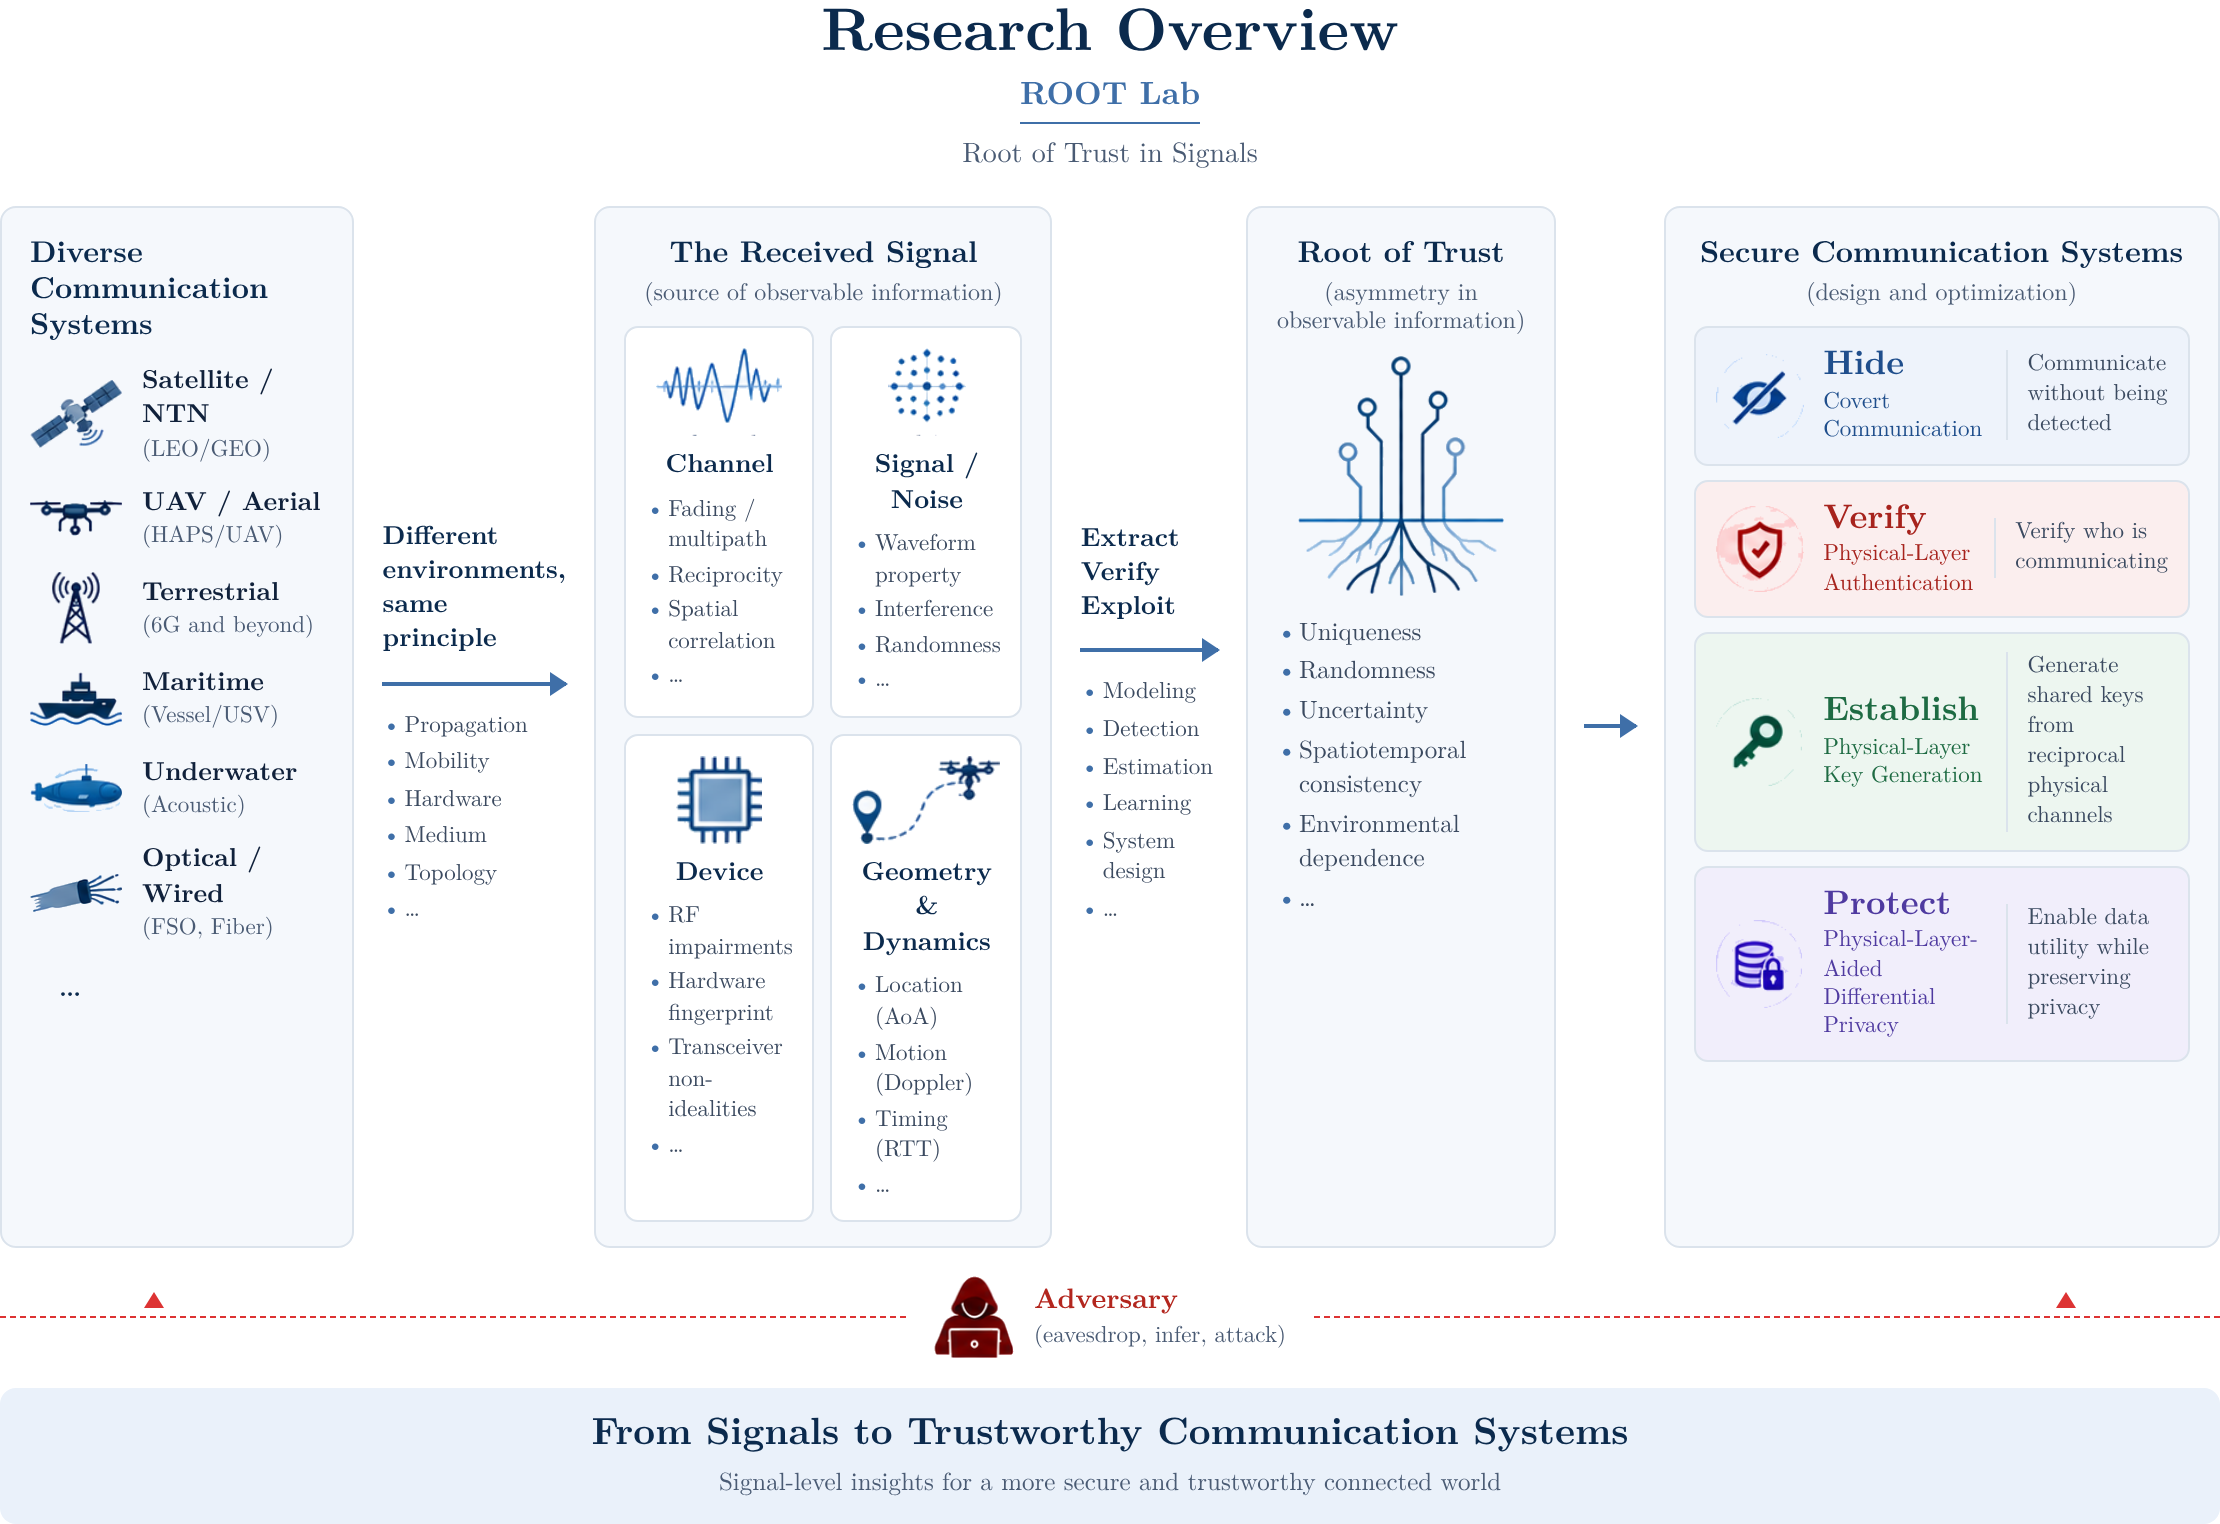 Research Overview
ROOT Lab
Root of Trust in Signals
Diverse
Communication
Systems
Satellite /
NTN
(LEO/GEO)
UAV / Aerial
(HAPS/UAV)
Terrestrial
(6G and beyond)
Maritime
(Vessel/USV)
Underwater
(Acoustic)
Optical /
Wired
(FSO, Fiber)
...
Different
environments,
same
principle
• Propagation
• Mobility
• Hardware
• Medium
• Topology
• ...
The Received Signal
(source of observable information)
Channel
• Fading /
multipath
• Reciprocity
• Spatial
correlation
• ...
Signal /
Noise
• Waveform
property
• Interference
• Randomness
• ...
Device
• RF
impairments
• Hardware
fingerprint
• Transceiver
non-
idealities
• ...
Geometry
&
Dynamics
• Location
(AoA)
• Motion
(Doppler)
• Timing
(RTT)
• ...
Extract
Verify
Exploit
• Modeling
• Detection
• Estimation
• Learning
• System
design
• ...
Root of Trust
(asymmetry in
observable information)
• Uniqueness
• Randomness
• Uncertainty
• Spatiotemporal
consistency
• Environmental
dependence
• ...
Secure Communication Systems
(design and optimization)
Hide
Covert
Communication
Communicate
without being
detected
Verify
Physical-Layer
Authentication
Verify who is
communicating
Establish
Physical-Layer
Key Generation
Generate
shared keys
from
reciprocal
physical
channels
Protect
Physical-Layer-
Aided
Differential
Privacy
Enable data
utility while
preserving
privacy
Adversary
(eavesdrop, infer, attack)
From Signals to Trustworthy Communication Systems
Signal-level insights for a more secure and trustworthy connected world